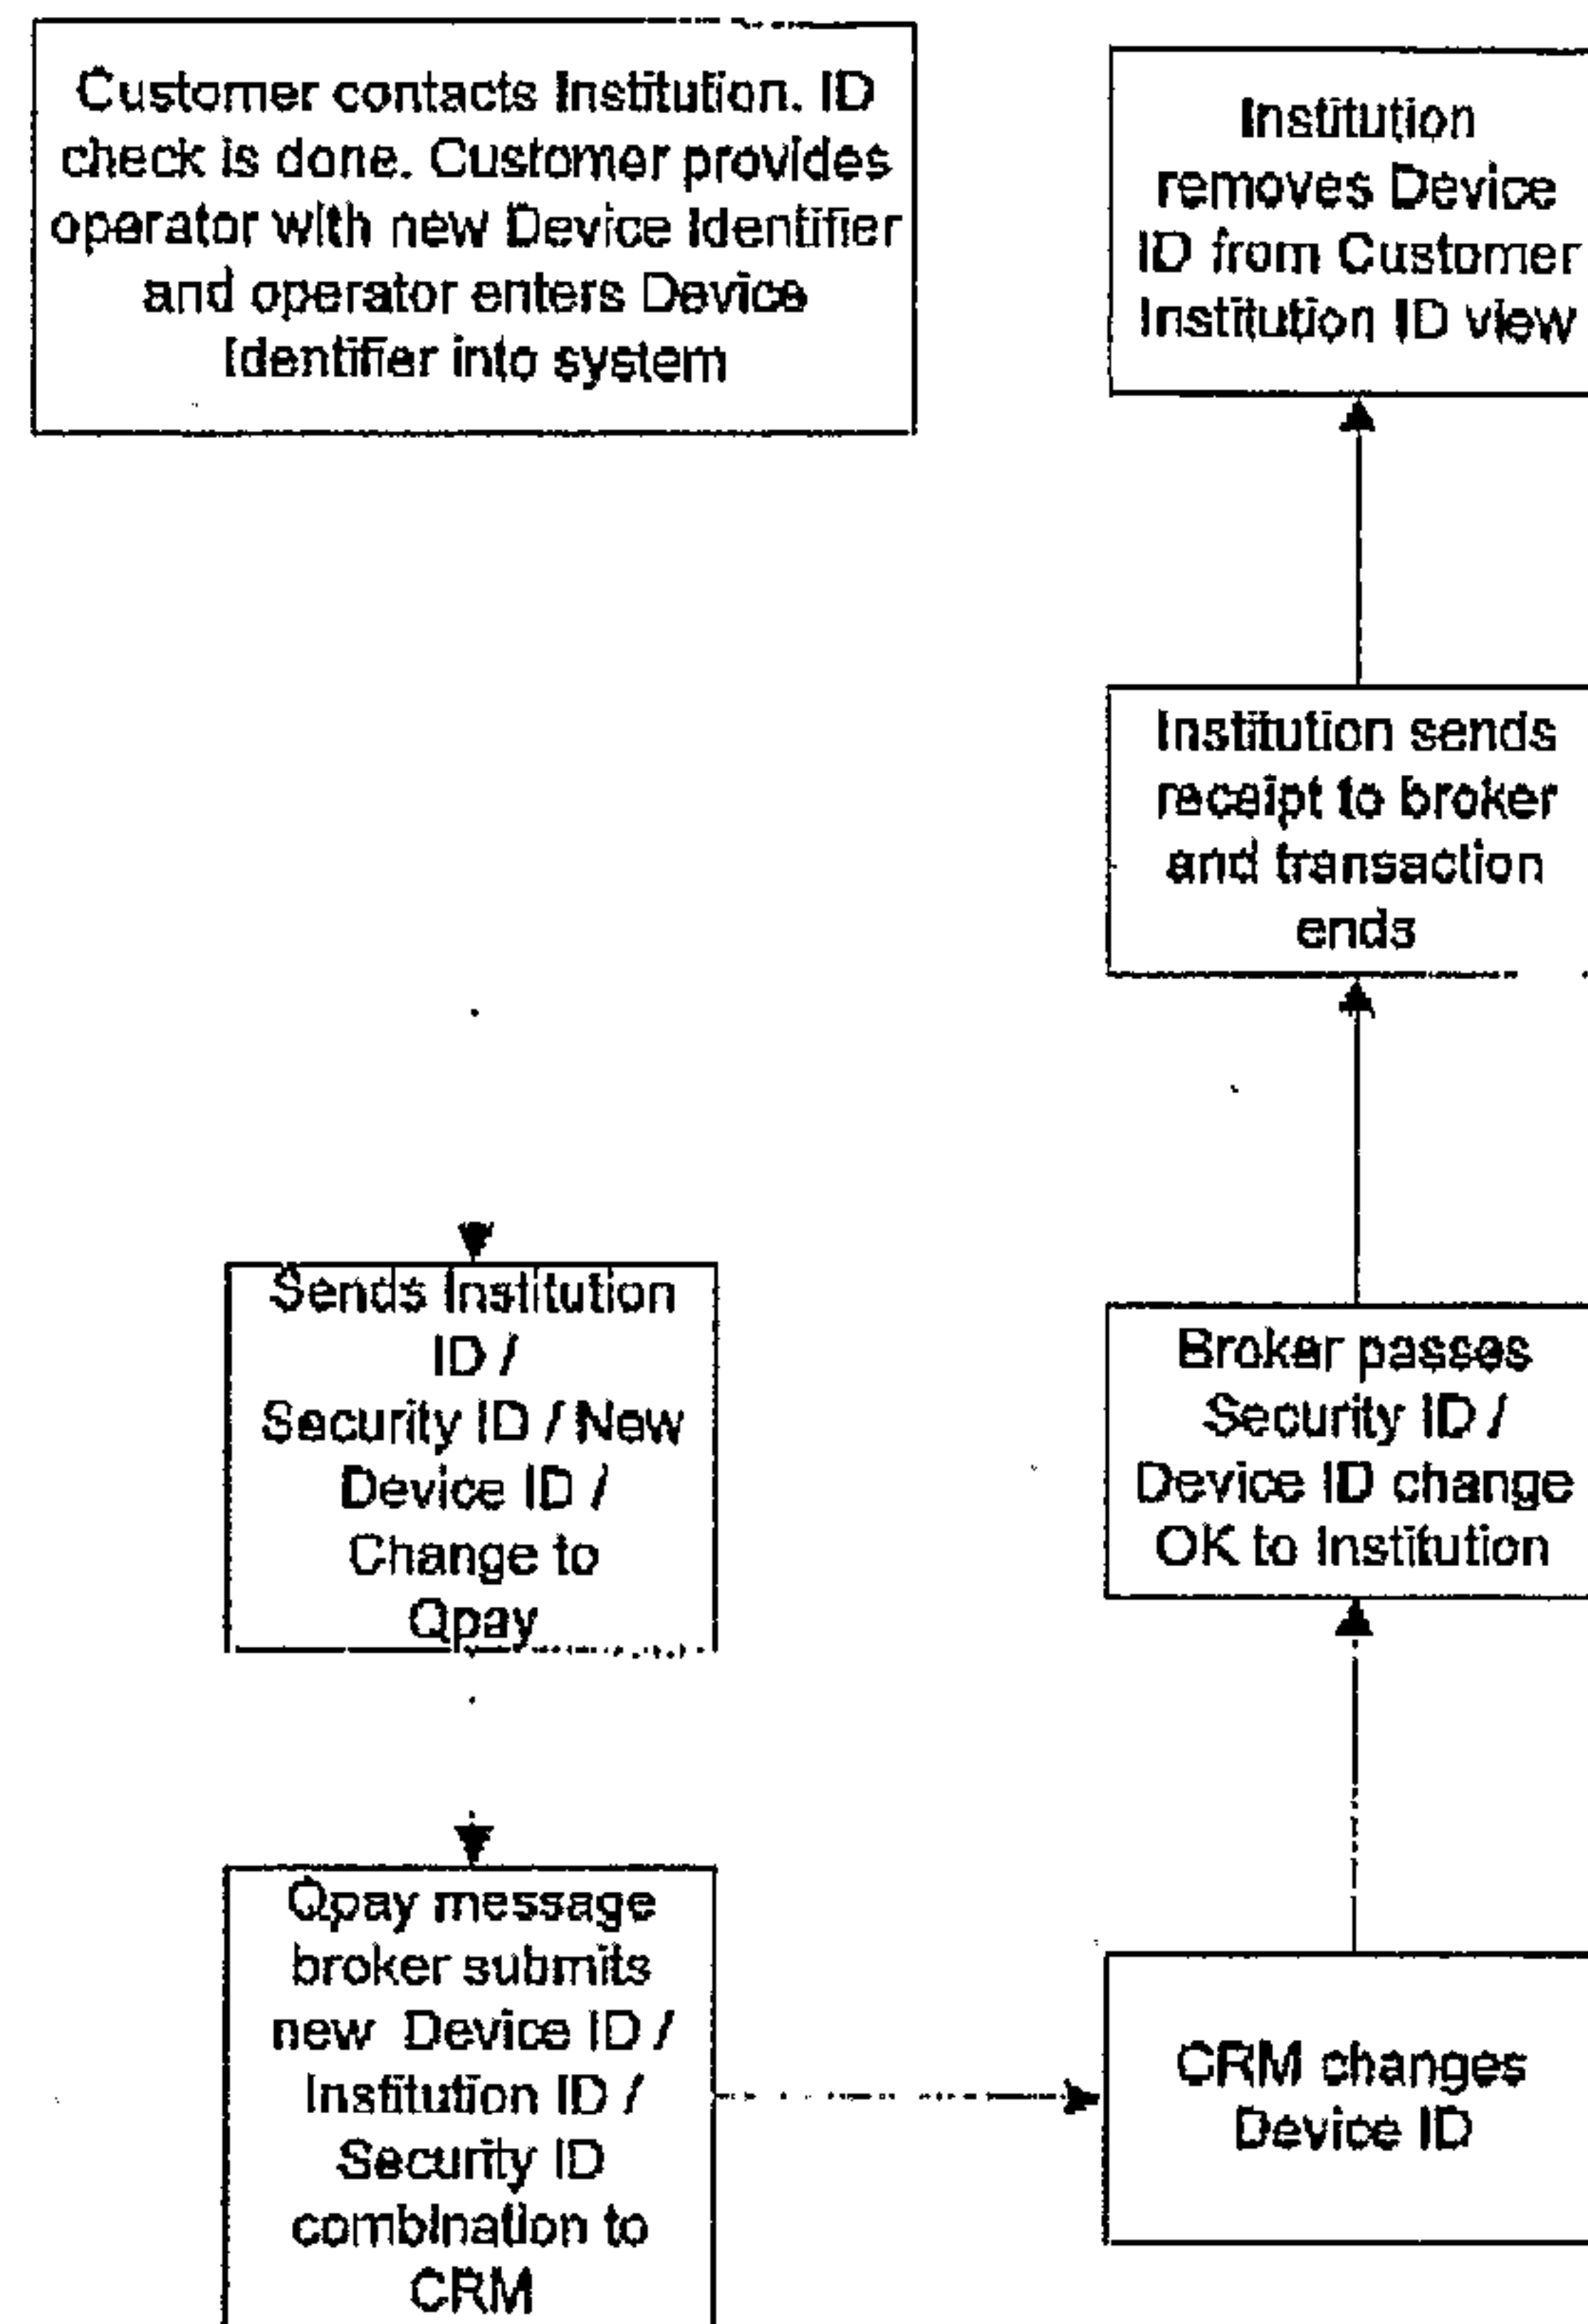 Customer contacts Institution. ID
check is done. Customer provides
operator with new Device Identifier
and operator enters Device
Identifier into system
Sends Institution
ID /
Security ID / New
Device ID /
Change to
Qpay
Qpay message
broker submits
new Device ID /
Institution ID /
Security ID
combination to
CRM
CRM changes
Device ID
Broker passes
Security ID /
Device ID change
OK to Institution
Institution sends
receipt to broker
and transaction
ends
Institution
removes Device
ID from Customer
Institution ID view